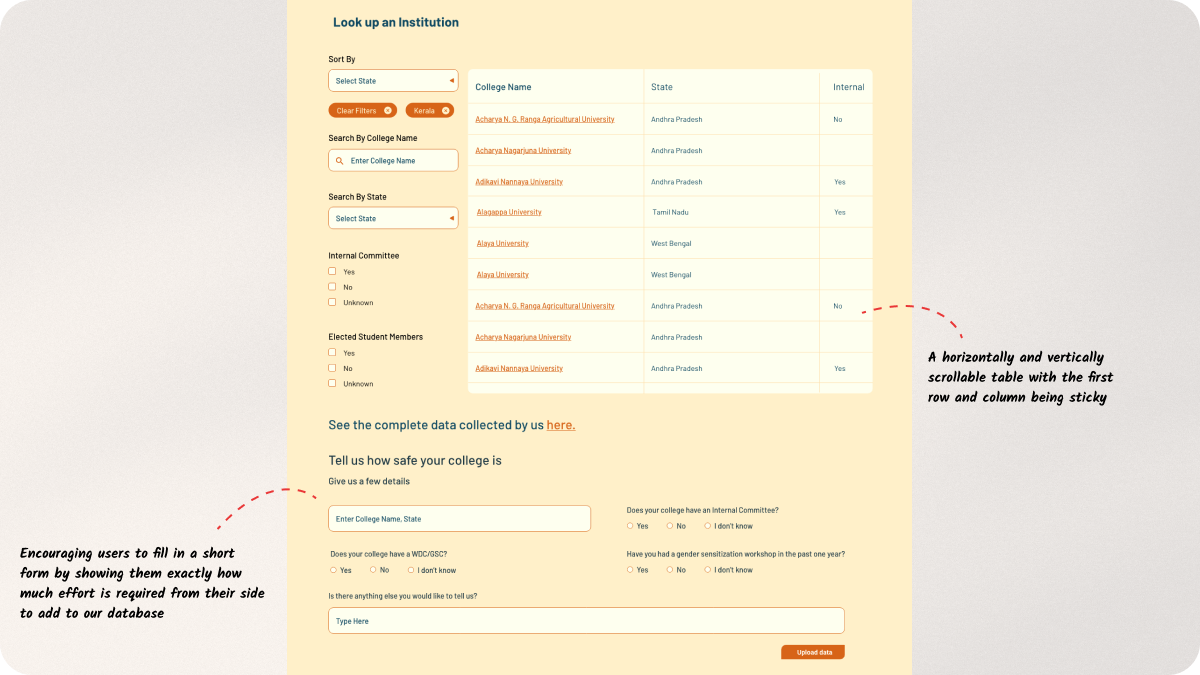 Look up an Institution
Sort By
Select State
Clear Filters
Kerala
Search By College Name
Enter College Name
Search By State
Select State
Internal Committee
Yes
No
Unknown
Elected Student Members
Yes
No
Unknown
College Name State Internal
Acharya N. G. Ranga Agricultural University Andhra Pradesh No
Acharya Nagarjuna University Andhra Pradesh
Adikavi Nannaya University Andhra Pradesh Yes
Alagappa University Tamil Nadu Yes
Alaya University West Bengal
Alaya University West Bengal
Acharya N. G. Ranga Agricultural University Andhra Pradesh No
Acharya Nagarjuna University Andhra Pradesh
Adikavi Nannaya University Andhra Pradesh Yes
A horizontally and vertically
scrollable table with the first
row and column being sticky
See the complete data collected by us here.
Tell us how safe your college is
Give us a few details
Enter College Name, State
Does your college have an Internal Committee?
Yes No I don't know
Does your college have a WDC/GSC?
Yes No I don't know
Have you had a gender sensitization workshop in the past one year?
Yes No I don't know
Is there anything else you would like to tell us?
Type Here
Upload data
Encouraging users to fill in a short
form by showing them exactly how
much effort is required from their side
to add to our database